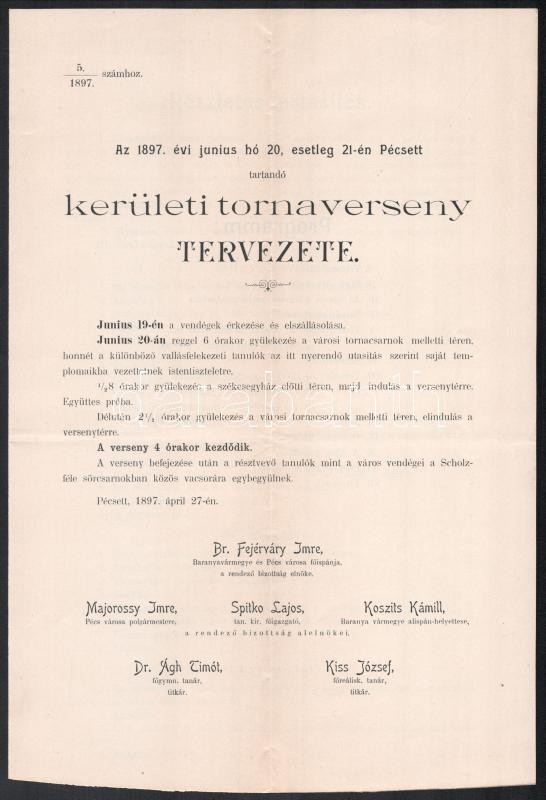 5.
1897. számhoz.
Az 1897. évi junius hó 20, esetleg 21-én Pécsett
tartandó
kerületi tornaverseny
TERVEZETE.
Junius 19-én a vendégek érkezése és elszállásolása.
Junius 20-án reggel 6 órakor gyülekezés a városi tornacsarnok melletti téren,
honnét a különböző vallásfelekezeti tanulók az itt nyerendő utasitás szerint saját tem-
plomaikba vezettetnek istentiszteletre.
½8 órakor gyülekezés a székesegyház előtti téren, majd indulás a versenytérre.
Együttes próba.
Délután 2½ órakor gyülekezés a városi tornacsarnok melletti téren, elindulás a
versenytérre.
A verseny 4 órakor kezdődik.
A verseny befejezése után a résztvevő tanulók mint a város vendégei a Scholz-
féle sörcsarnokban közös vacsorára egybegyülnek.
Pécsett, 1897. ápril 27-én.
Br. Fejérváry Imre,
Baranyavármegye és Pécs városa főispánja,
a rendező bizottság elnöke.
Majorossy Imre, Spitko Lajos, Koszits Kámill,
Pécs városa polgármestere, tan. kir. főigazgató, Baranya vármegye alispán-helyettese,
a rendező bizottság alelnökei.
Dr. Ágh Timót, Kiss József,
főgymn. tanár, főreálisk. tanár,
titkár. titkár.
darabanth